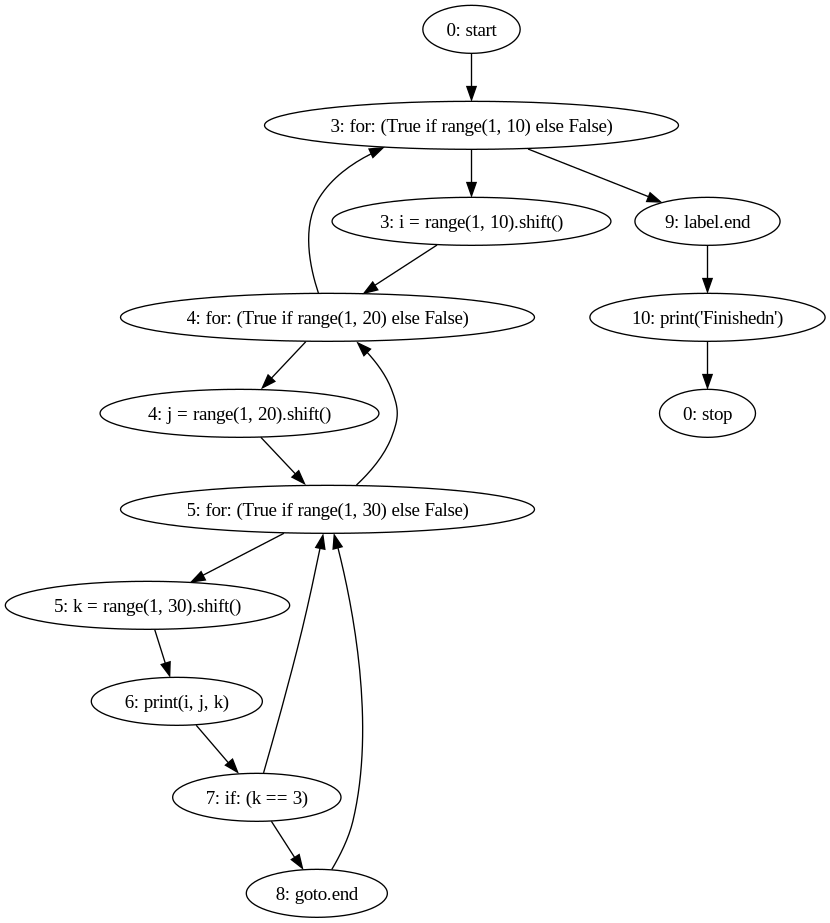 0: start
3: for: (True if range(1, 10) else False)
3: i = range(1, 10).shift()
9: label.end
4: for: (True if range(1, 20) else False)
10: print('Finishedn')
4: j = range(1, 20).shift()
0: stop
5: for: (True if range(1, 30) else False)
5: k = range(1, 30).shift()
6: print(i, j, k)
7: if: (k == 3)
8: goto.end